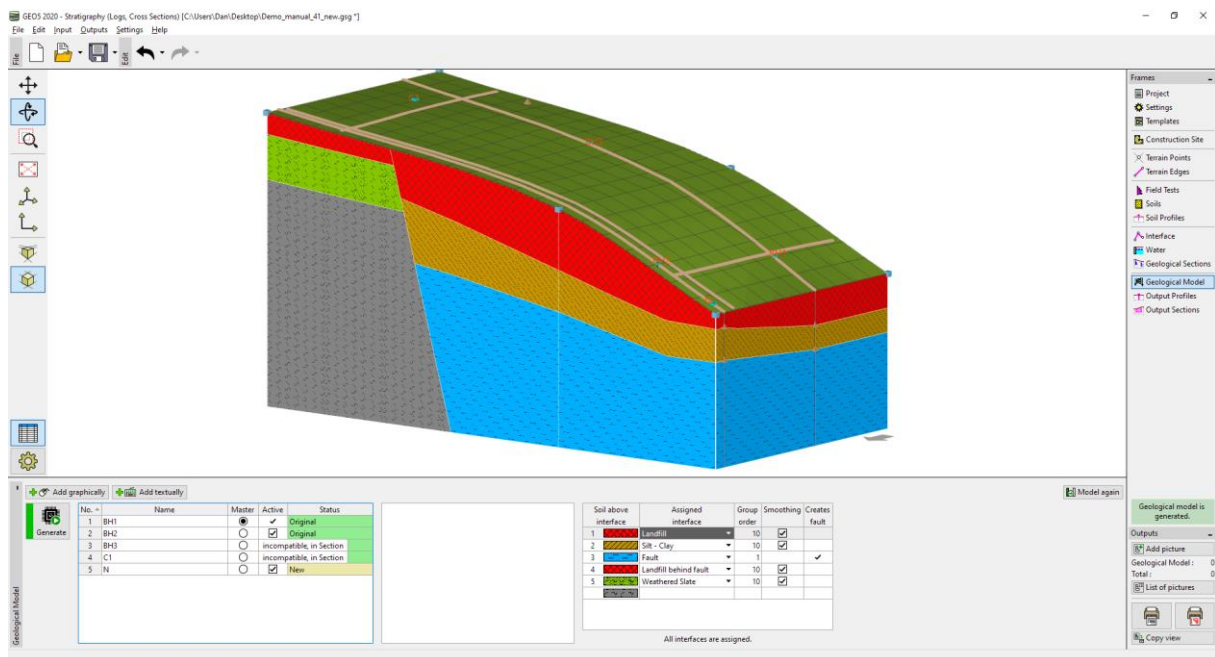 GEO5 2020 - Stratigraphy (Logs, Cross Sections) [C:\Users\Dan\Desktop\Demo_manual_41_new.gsg *]
File Edit Input Outputs Settings Help
File
Edit
Frames
Project
Settings
Templates
Construction Site
Terrain Points
Terrain Edges
Field Tests
Soils
Soil Profiles
Interface
Water
Geological Sections
Geological Model
Output Profiles
Output Sections
Add graphically Add textually
Model again
Generate
No. Name Master Active Status
1 BH1 Original
2 BH2 Original
3 BH3 incompatible, in Section
4 C1 incompatible, in Section
5 N New
Soil above interface Assigned interface Group order Smoothing Creates fault
1 Landfill 10
2 Silt - Clay 10
3 Fault 1
4 Landfill behind fault 10
5 Weathered Slate 10
All interfaces are assigned.
Geological Model
Geological model is
generated.
Outputs
Add picture
Geological Model : 0
Total : 0
List of pictures
Copy view